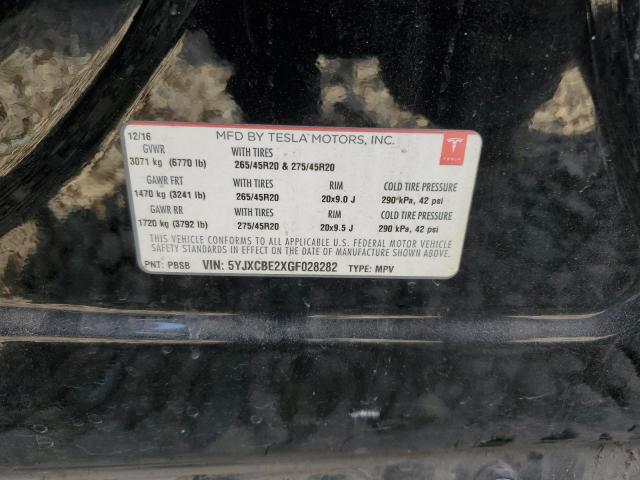 12/16
MFD BY TESLA MOTORS, INC.
GVWR WITH TIRES
3071 kg (6770 lb) 265/45R20 & 275/45R20
TESLA
GAWR FRT WITH TIRES RIM COLD TIRE PRESSURE
1470 kg (3241 lb) 265/45R20 20x9.0 J 290 kPa, 42 psi
GAWR RR WITH TIRES RIM COLD TIRE PRESSURE
1720 kg (3792 lb) 275/45R20 20x9.5 J 290 kPa, 42 psi
THIS VEHICLE CONFORMS TO ALL APPLICABLE U.S. FEDERAL MOTOR VEHICLE
SAFETY STANDARDS IN EFFECT ON THE DATE OF MANUFACTURE SHOWN ABOVE.
PNT: PBSB VIN: 5YJXCBE2XGF028282 TYPE: MPV